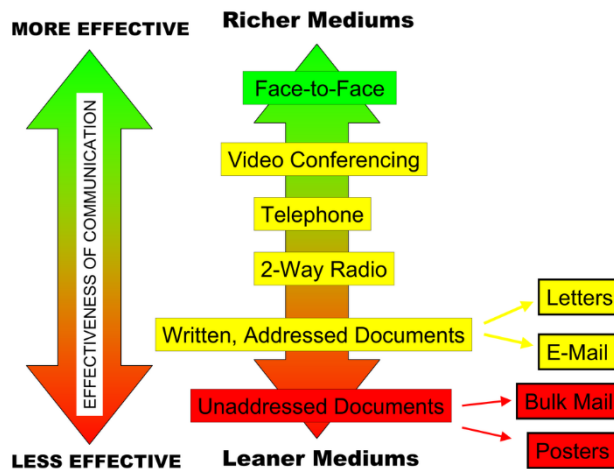 MORE EFFECTIVE
Richer Mediums
Face-to-Face
Video Conferencing
Telephone
2-Way Radio
Written, Addressed Documents
Letters
E-Mail
Unaddressed Documents
Bulk Mail
Posters
EFFECTIVENESS OF COMMUNICATION
LESS EFFECTIVE
Leaner Mediums